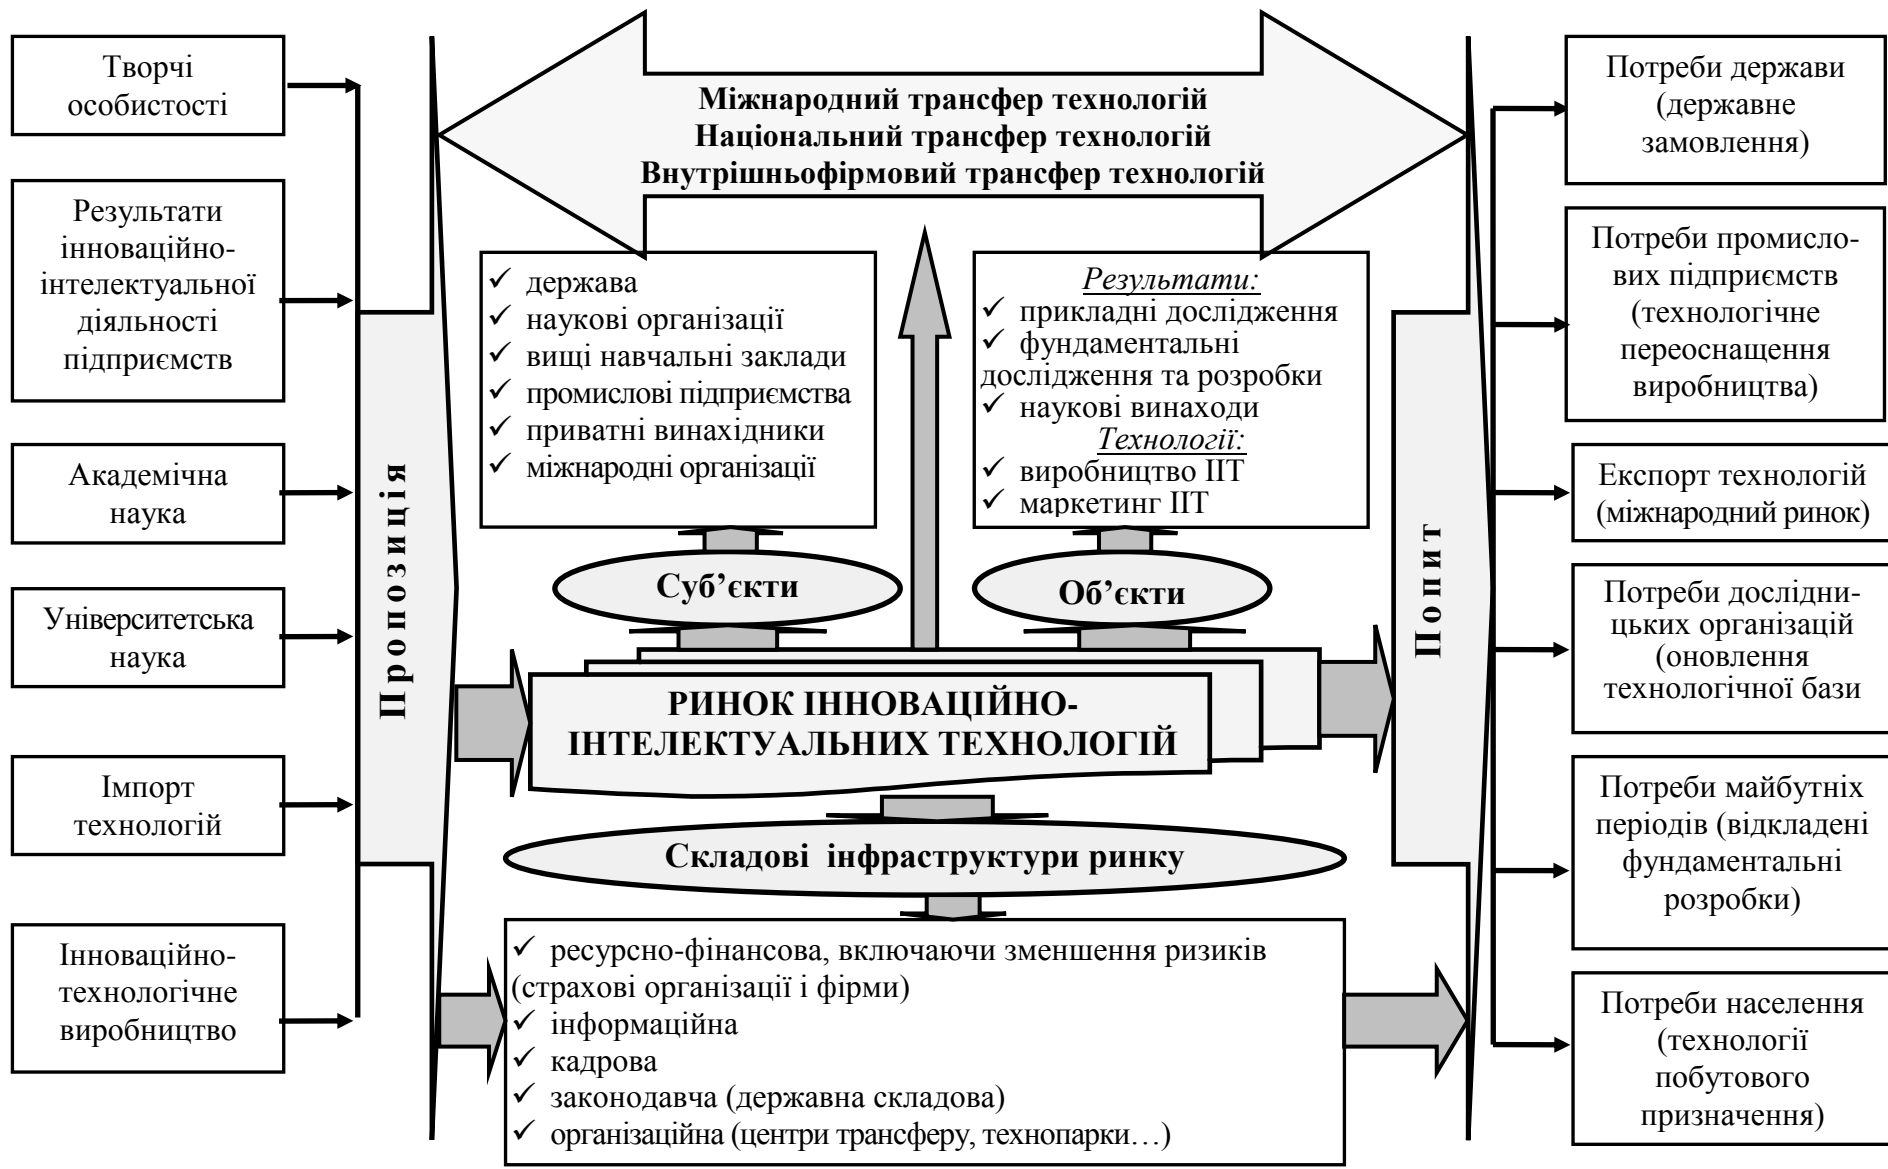 Творчі
особистості
Результати
інноваційно-
інтелектуальної
діяльності
підприємств
Академічна
наука
Університетська
наука
Імпорт
технологій
Інноваційно-
технологічне
виробництво
Пропозиція
Міжнародний трансфер технологій
Національний трансфер технологій
Внутрішньофірмовий трансфер технологій
✓ держава
✓ наукові організації
✓ вищі навчальні заклади
✓ промислові підприємства
✓ приватні винахідники
✓ міжнародні організації
Результати:
✓ прикладні дослідження
✓ фундаментальні
дослідження та розробки
✓ наукові винаходи
Технології:
✓ виробництво ІІТ
✓ маркетинг ІІТ
Суб’єкти
Об’єкти
РИНОК ІННОВАЦІЙНО-
ІНТЕЛЕКТУАЛЬНИХ ТЕХНОЛОГІЙ
Складові інфраструктури ринку
✓ ресурсно-фінансова, включаючи зменшення ризиків
(страхові організації і фірми)
✓ інформаційна
✓ кадрова
✓ законодавча (державна складова)
✓ організаційна (центри трансферу, технопарки…)
Попит
Потреби держави
(державне
замовлення)
Потреби промисло-
вих підприємств
(технологічне
переоснащення
виробництва)
Експорт технологій
(міжнародний ринок)
Потреби дослідни-
цьких організацій
(оновлення
технологічної бази
Потреби майбутніх
періодів (відкладені
фундаментальні
розробки)
Потреби населення
(технології
побутового
призначення)